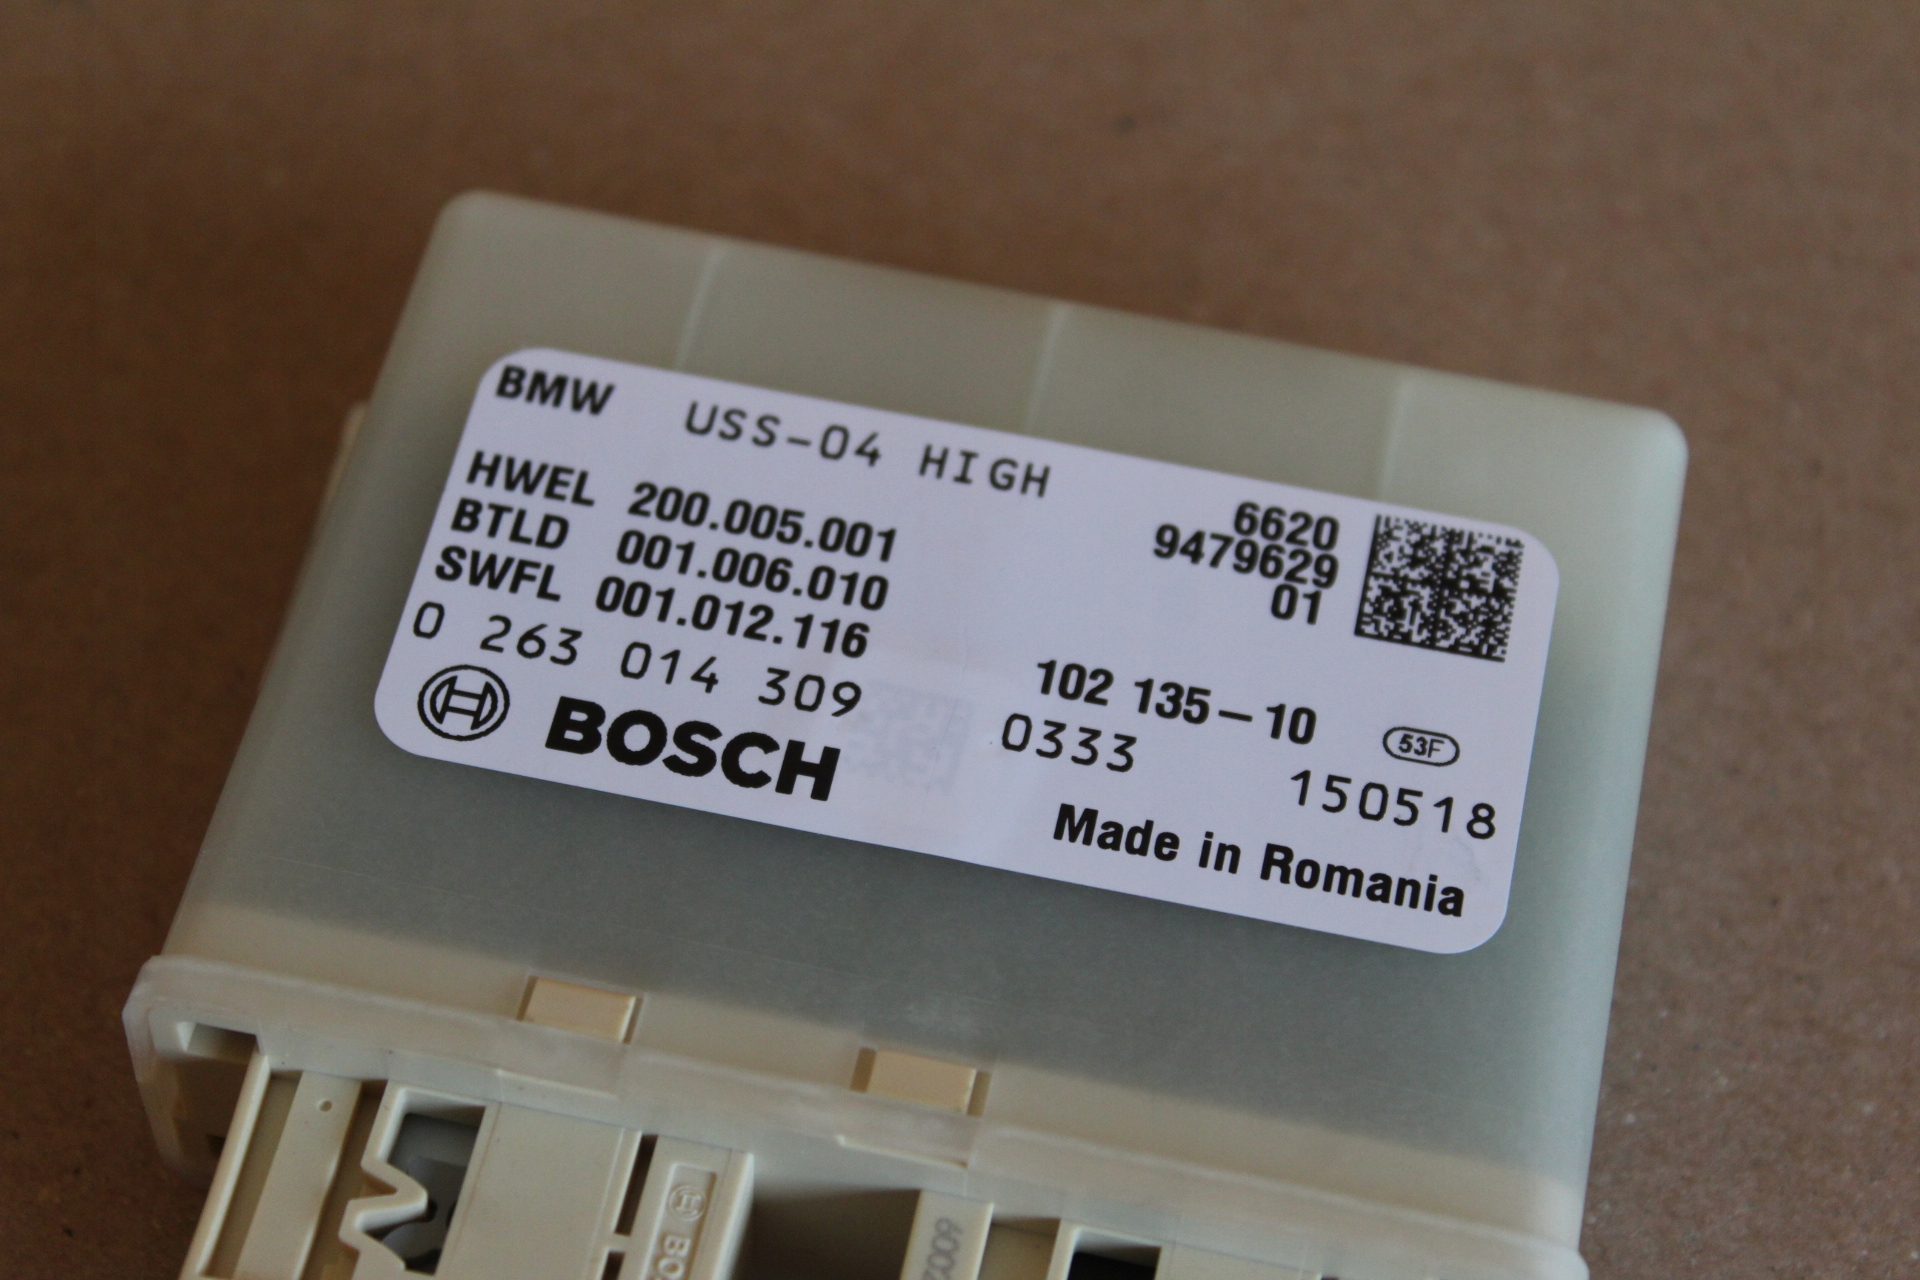 BMW USS-04 HIGH
HWEL 200.005.001
BTLD 001.006.010
SWFL 001.012.116
6620
9479629
01
0 263 014 309
102 135-10 53F
BOSCH
0333 150518
Made in Romania